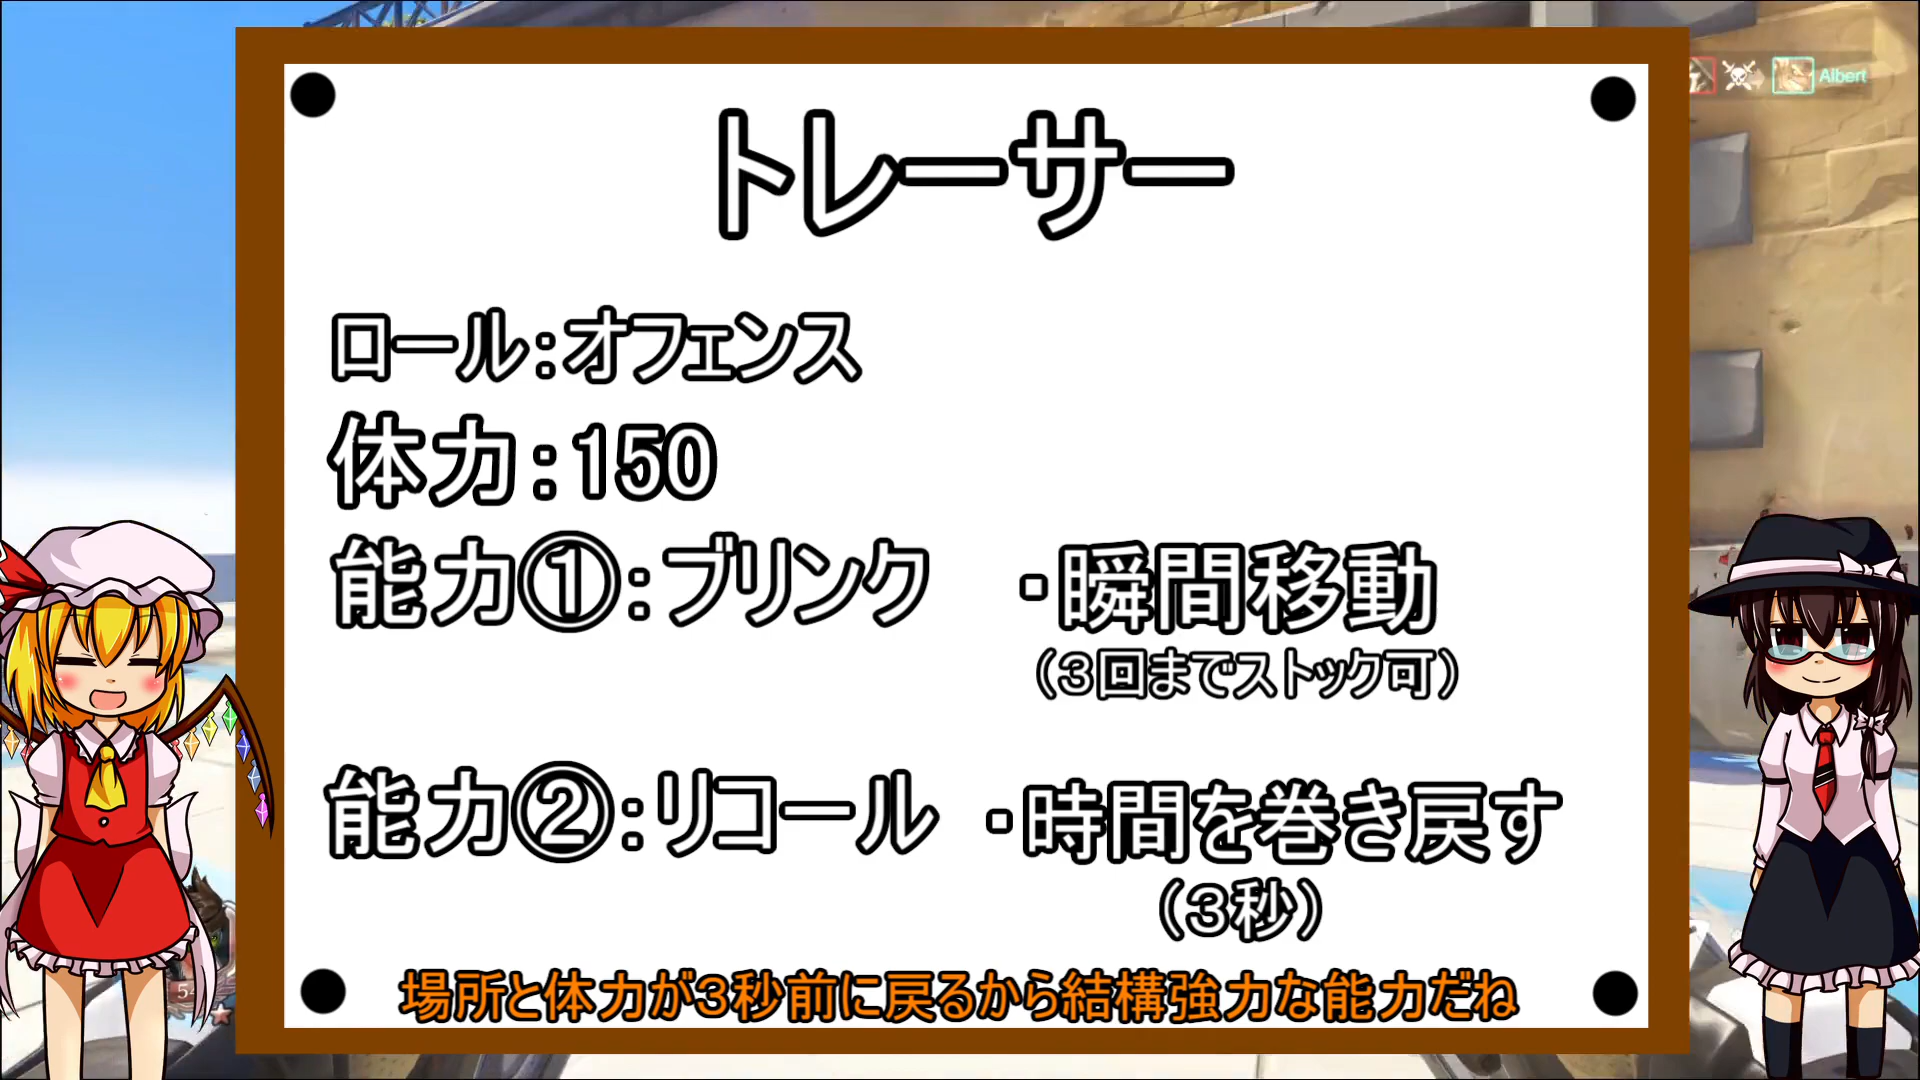 Albert
トレーサー
ロール：オフェンス
体力：150
能力①：ブリンク ・瞬間移動
（３回までストック可）
能力②：リコール ・時間を巻き戻す
（３秒）
場所と体力が３秒前に戻るから結構強力な能力だね